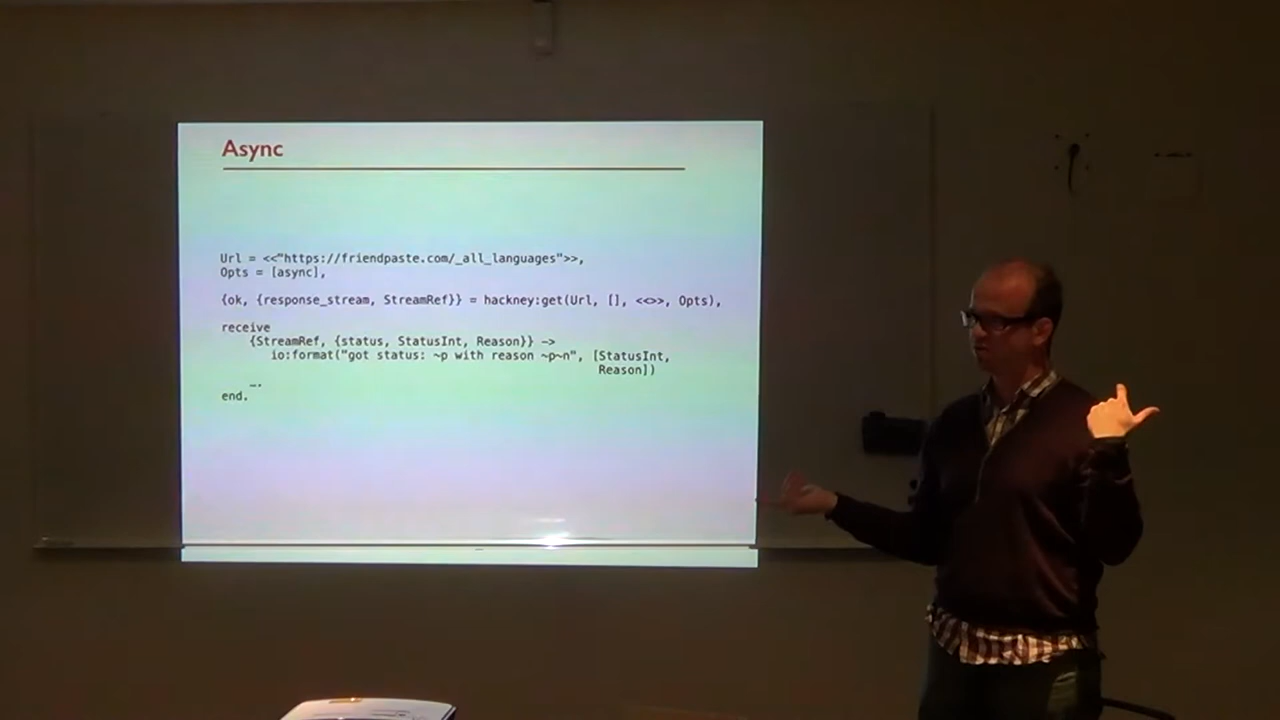 Async
Url = <<"https://friendpaste.com/_all_languages">>,
Opts = [async],
{ok, {response_stream, StreamRef}} = hackney:get(Url, [], <<>>, Opts),
receive
{StreamRef, {status, StatusInt, Reason}} ->
io:format("got status: ~p with reason ~p~n", [StatusInt,
Reason])
….
end.